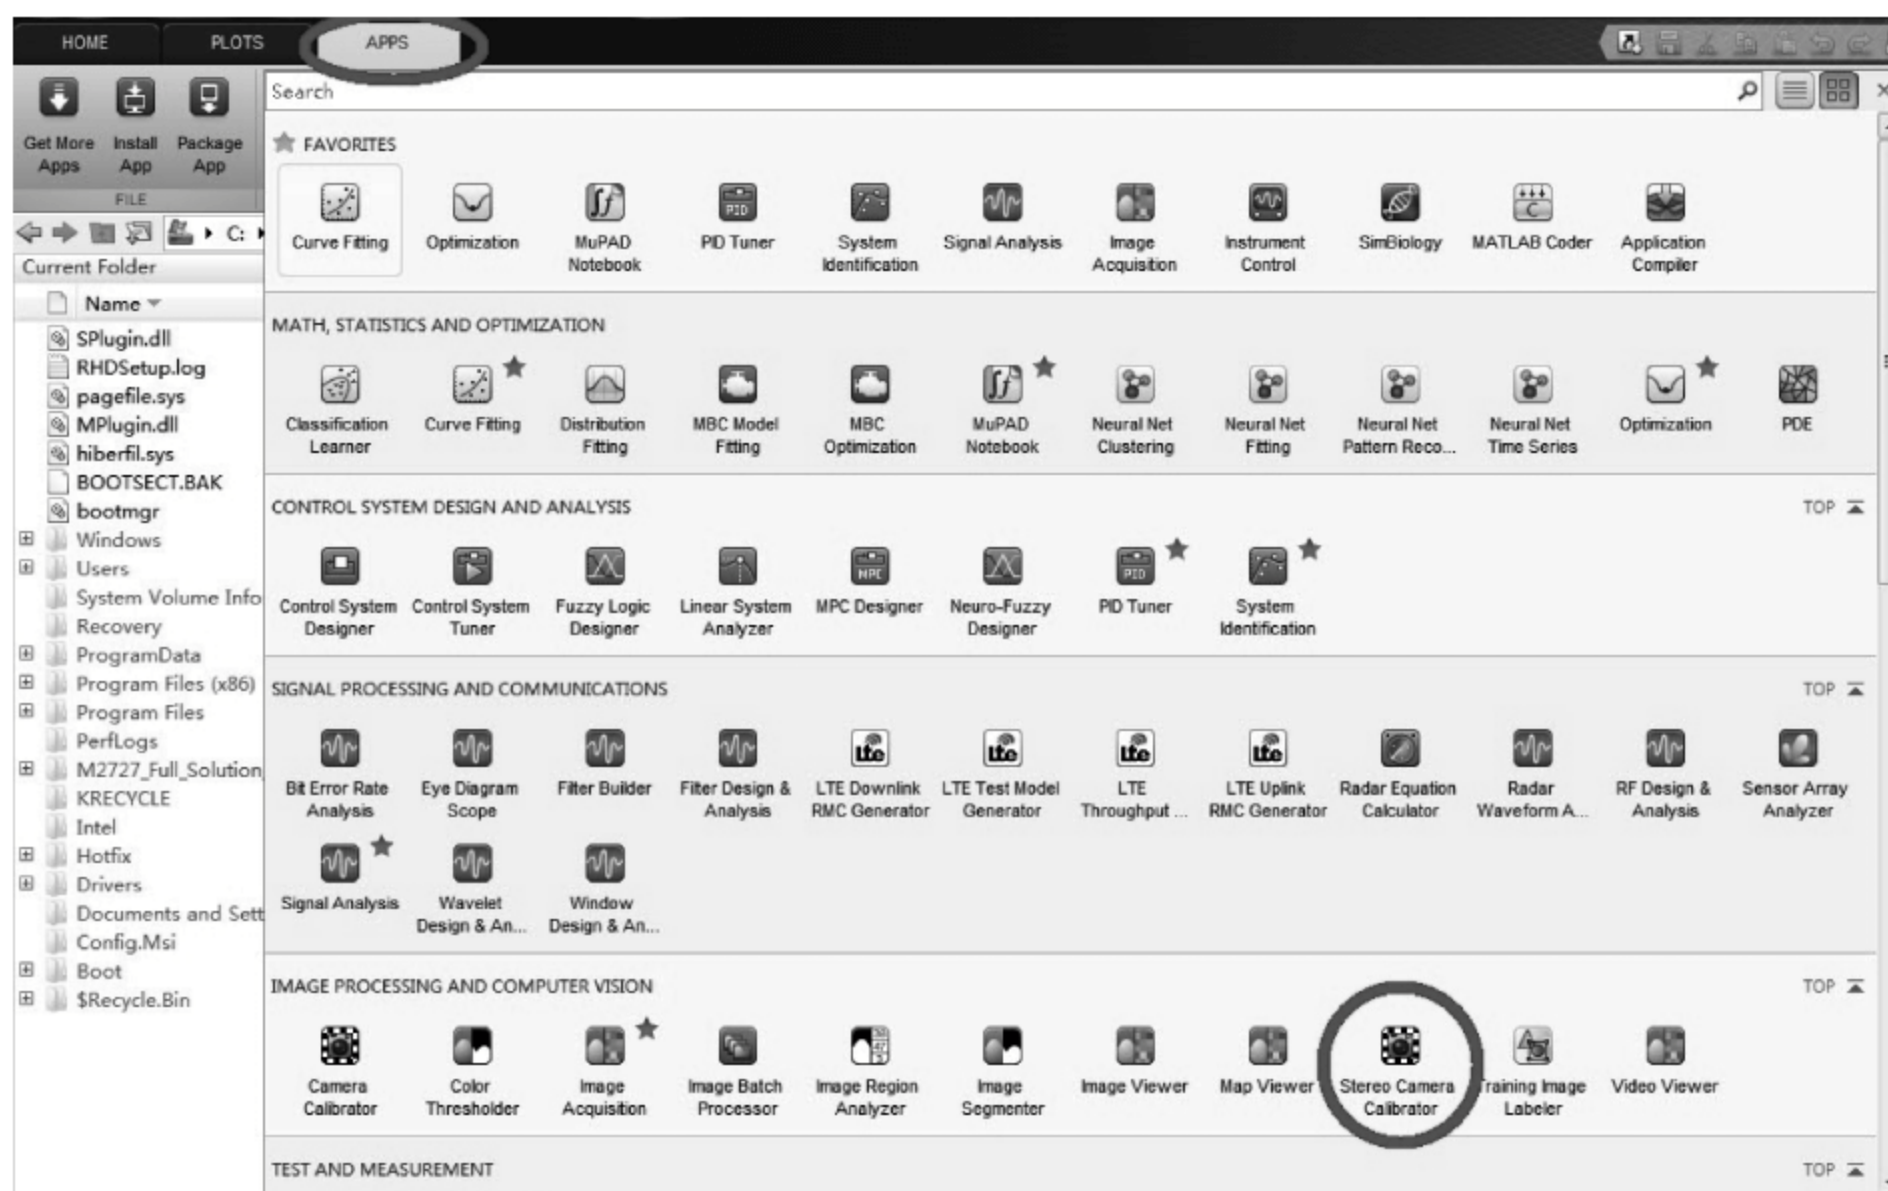 HOME PLOTS APPS
Search
Get More Apps
Install App
Package App
FILE
C:
Current Folder
Name
SPlugin.dll
RHDSetup.log
pagefile.sys
MPlugin.dll
hiberfil.sys
BOOTSECT.BAK
bootmgr
Windows
Users
System Volume Info
Recovery
ProgramData
Program Files (x86)
Program Files
PerfLogs
M2727_Full_Solution
KRECYCLE
Intel
Hotfix
Drivers
Documents and Sett
Config.Msi
Boot
$Recycle.Bin
FAVORITES
Curve Fitting
Optimization
MuPAD Notebook
PID
PID Tuner
System Identification
Signal Analysis
Image Acquisition
Instrument Control
SimBiology
C
MATLAB Coder
Application Compiler
MATH, STATISTICS AND OPTIMIZATION
Classification Learner
Curve Fitting
Distribution Fitting
MBC Model Fitting
MBC Optimization
MuPAD Notebook
Neural Net Clustering
Neural Net Fitting
Neural Net Pattern Reco...
Neural Net Time Series
Optimization
PDE
CONTROL SYSTEM DESIGN AND ANALYSIS
TOP
Control System Designer
Control System Tuner
Fuzzy Logic Designer
Linear System Analyzer
MPC
MPC Designer
Neuro-Fuzzy Designer
PID
PID Tuner
System Identification
SIGNAL PROCESSING AND COMMUNICATIONS
TOP
Bit Error Rate Analysis
Eye Diagram Scope
Filter Builder
Filter Design & Analysis
Lte
LTE Downlink RMC Generator
Lte
LTE Test Model Generator
Lte
LTE Throughput ...
Lte
LTE Uplink RMC Generator
Radar Equation Calculator
Radar Waveform A...
RF Design & Analysis
Sensor Array Analyzer
Signal Analysis
Wavelet Design & An...
Window Design & An...
IMAGE PROCESSING AND COMPUTER VISION
TOP
Camera Calibrator
Color Thresholder
Image Acquisition
Image Batch Processor
Image Region Analyzer
Image Segmenter
Image Viewer
Map Viewer
Stereo Camera Calibrator
Training Image Labeler
Video Viewer
TEST AND MEASUREMENT
TOP